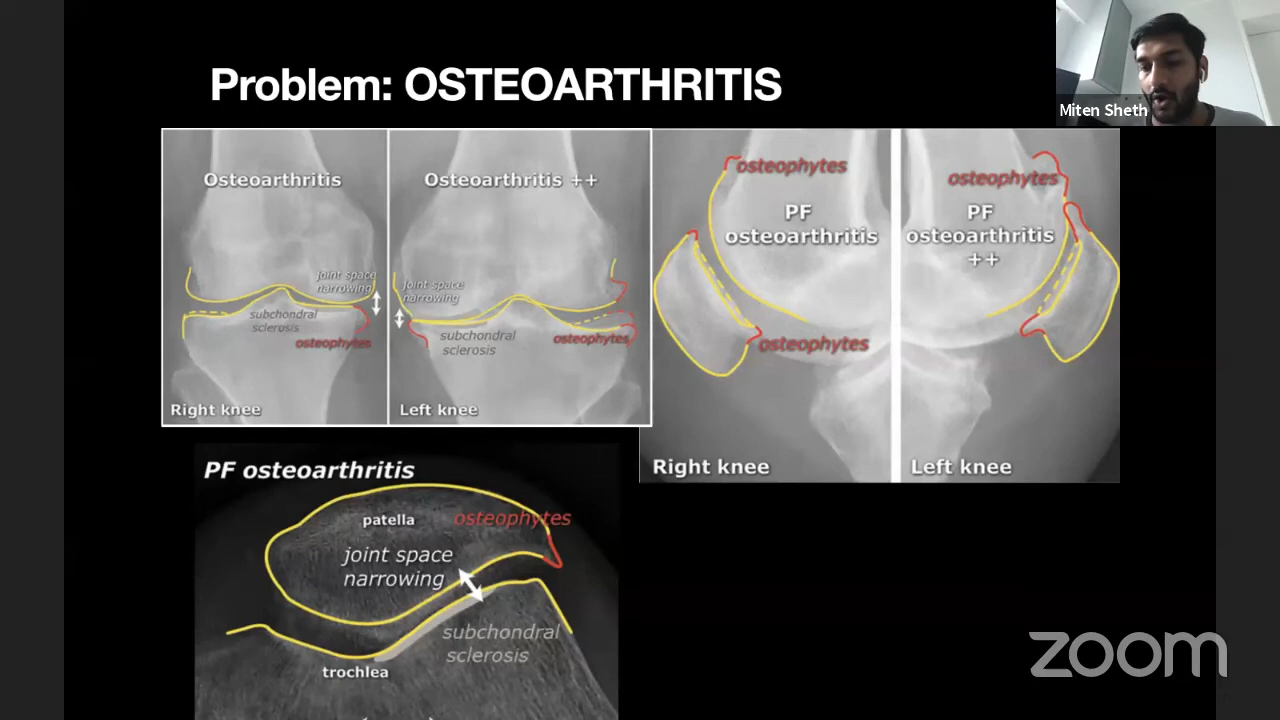 Problem: OSTEOARTHRITIS
Miten Sheth
Osteoarthritis
joint space
narrowing
subchondral
sclerosis
osteophytes
Right knee
Osteoarthritis ++
joint space
narrowing
subchondral
sclerosis
osteophytes
Left knee
osteophytes
PF
osteoarthritis
osteophytes
Right knee
osteophytes
PF
osteoarthritis
++
Left knee
PF osteoarthritis
patella
osteophytes
joint space
narrowing
subchondral
sclerosis
trochlea
zoom